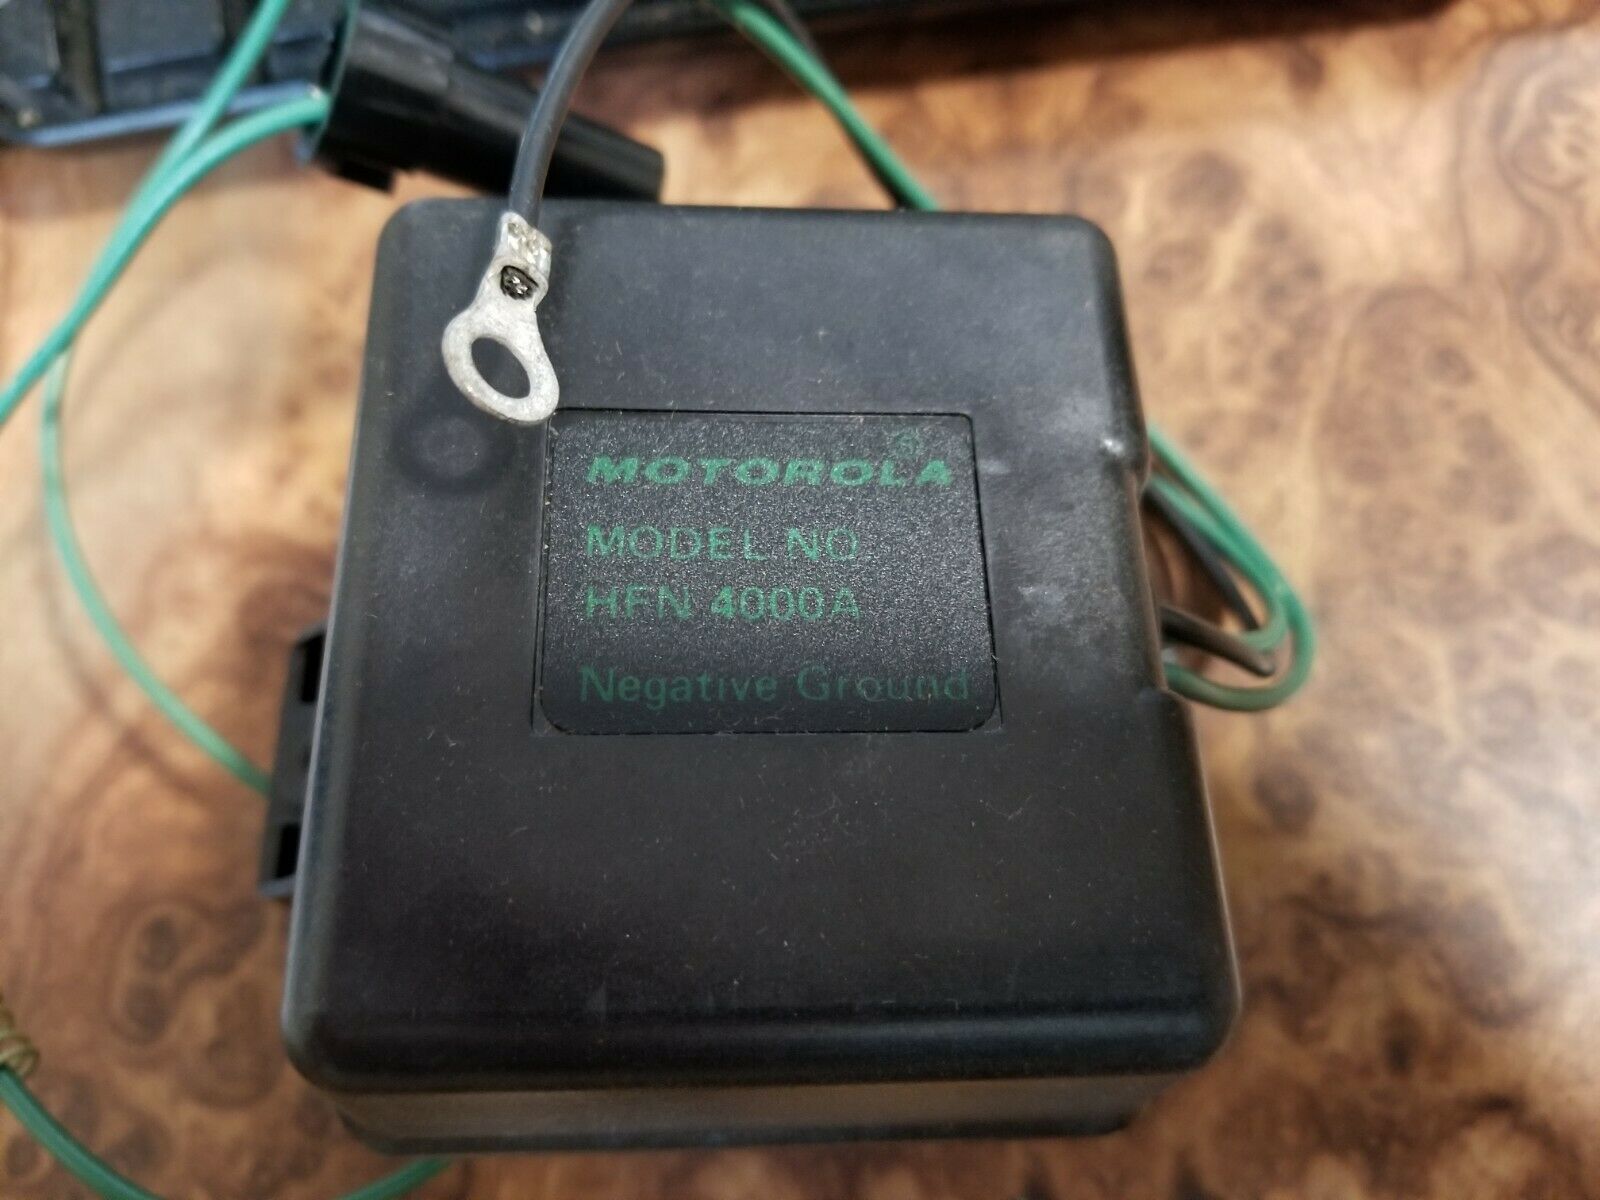 MOTOROLA ®
MODEL NO
HFN 4000A
Negative Ground